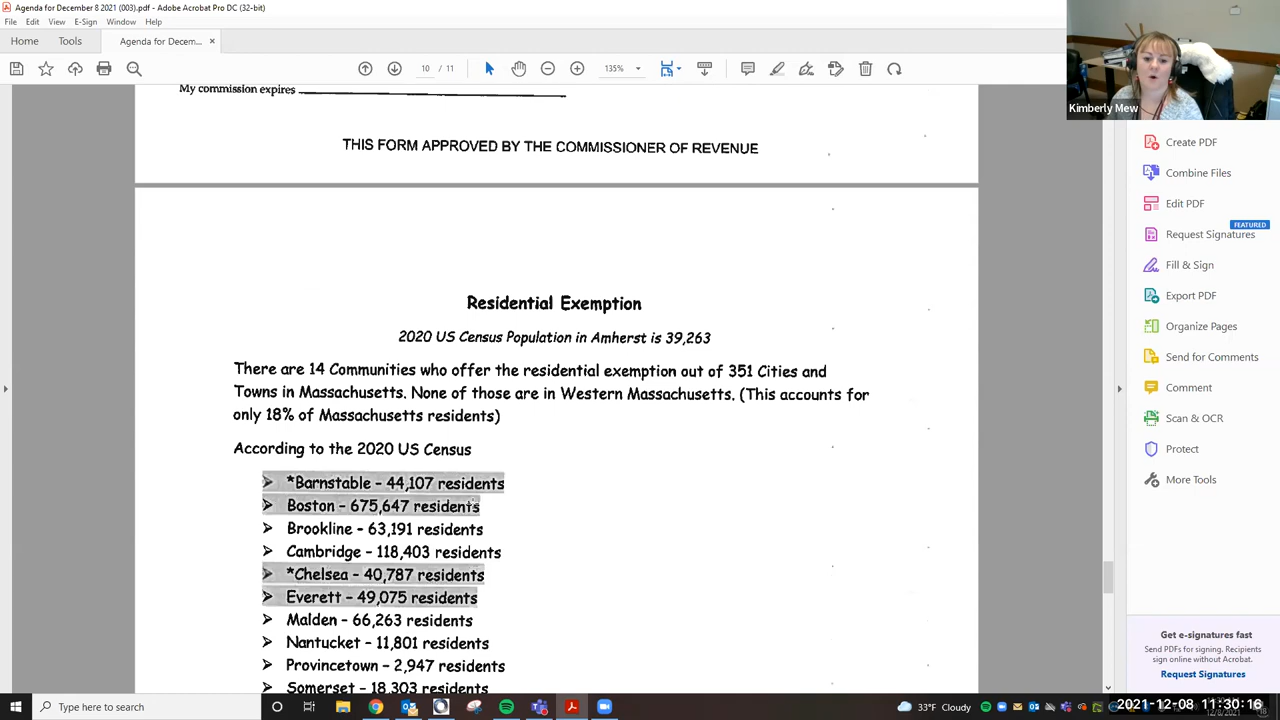 Agenda for December 8 2021 (003).pdf - Adobe Acrobat Pro DC (32-bit)
File Edit View E-Sign Window Help
Home Tools Agenda for Decem... ×
10 / 11 135%
My commission expires
THIS FORM APPROVED BY THE COMMISSIONER OF REVENUE
Residential Exemption
2020 US Census Population in Amherst is 39,263
There are 14 Communities who offer the residential exemption out of 351 Cities and
Towns in Massachusetts. None of those are in Western Massachusetts. (This accounts for
only 18% of Massachusetts residents)
According to the 2020 US Census
➢ *Barnstable – 44,107 residents
➢ Boston – 675,647 residents
➢ Brookline – 63,191 residents
➢ Cambridge – 118,403 residents
➢ *Chelsea – 40,787 residents
➢ Everett – 49,075 residents
➢ Malden – 66,263 residents
➢ Nantucket – 11,801 residents
➢ Provincetown – 2,947 residents
Somerset – 18,303 residents
Kimberly Mew
Create PDF
Combine Files
Edit PDF
FEATURED
Request Signatures
Fill & Sign
Export PDF
Organize Pages
Send for Comments
Comment
Scan & OCR
Protect
More Tools
Get e-signatures fast
Send PDFs for signing. Recipients
sign online without Acrobat.
Request Signatures
Type here to search
33°F Cloudy
2021-12-08 11:30:16